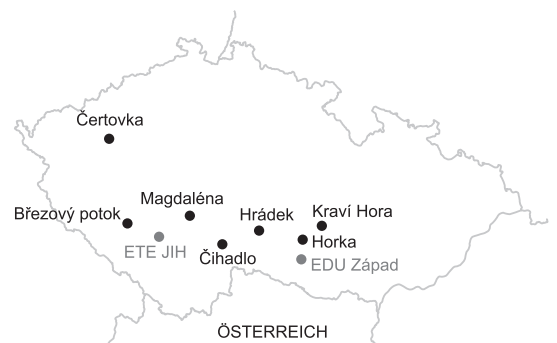 Čertovka
Magdaléna
Březový potok
Hrádek
Kraví Hora
Horka
ETE JIH
Čihadlo
EDU Západ
ÖSTERREICH